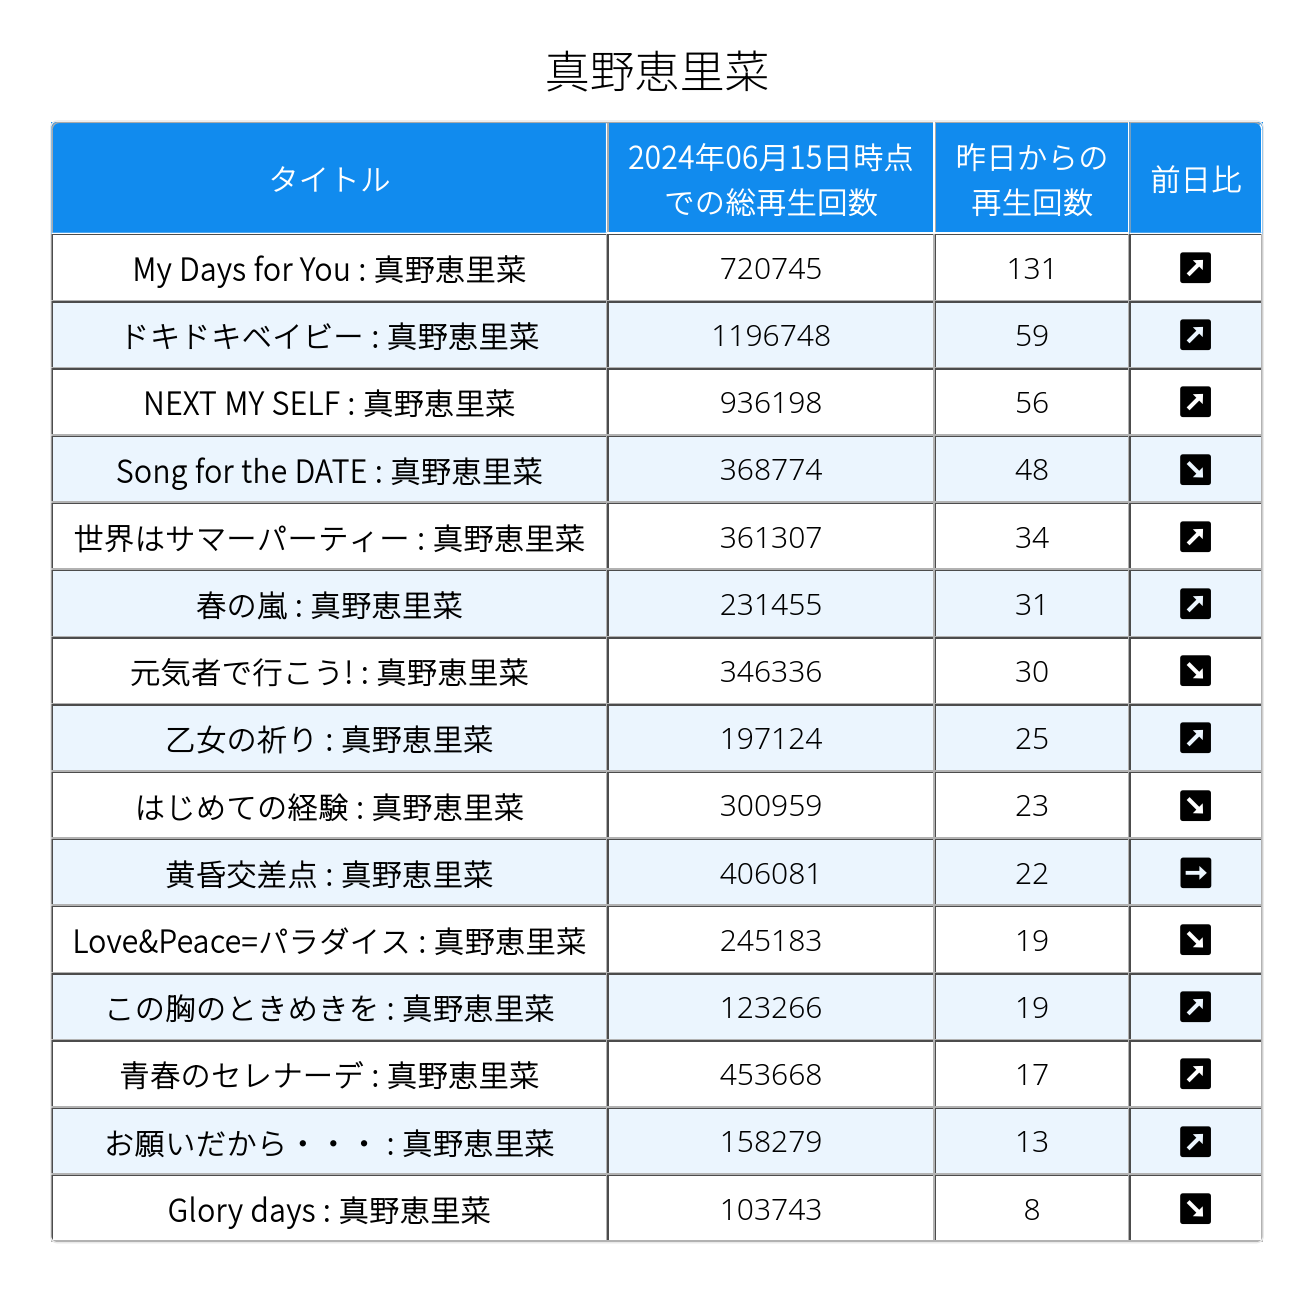 真野恵里菜
タイトル 2024年06月15日時点での総再生回数 昨日からの再生回数 前日比
My Days for You : 真野恵里菜 720745 131 ↗
ドキドキベイビー : 真野恵里菜 1196748 59 ↗
NEXT MY SELF : 真野恵里菜 936198 56 ↗
Song for the DATE : 真野恵里菜 368774 48 ↘
世界はサマーパーティー : 真野恵里菜 361307 34 ↗
春の嵐 : 真野恵里菜 231455 31 ↗
元気者で行こう! : 真野恵里菜 346336 30 ↘
乙女の祈り : 真野恵里菜 197124 25 ↗
はじめての経験 : 真野恵里菜 300959 23 ↘
黄昏交差点 : 真野恵里菜 406081 22 →
Love&Peace=パラダイス : 真野恵里菜 245183 19 ↘
この胸のときめきを : 真野恵里菜 123266 19 ↗
青春のセレナーデ : 真野恵里菜 453668 17 ↗
お願いだから・・・ : 真野恵里菜 158279 13 ↗
Glory days : 真野恵里菜 103743 8 ↘